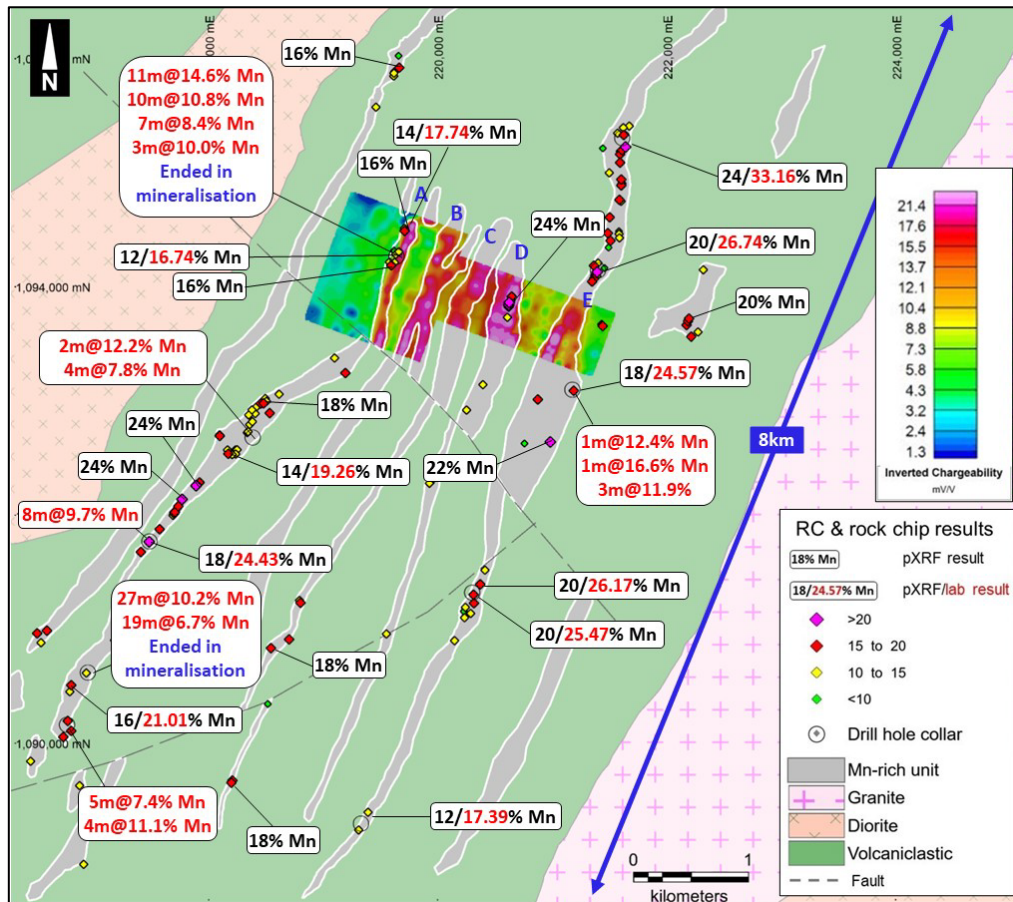 220,000 mE
222,000 mE
224,000 mE
N
16% Mn
11m@14.6% Mn
10m@10.8% Mn
7m@8.4% Mn
3m@10.0% Mn
Ended in
mineralisation
14/17.74% Mn
16% Mn
A
B
C
D
E
24% Mn
24/33.16% Mn
12/16.74% Mn
16% Mn
20/26.74% Mn
1,094,000 mN
20% Mn
2m@12.2% Mn
4m@7.8% Mn
18% Mn
18/24.57% Mn
1m@12.4% Mn
1m@16.6% Mn
3m@11.9%
8km
24% Mn
24% Mn
22% Mn
14/19.26% Mn
8m@9.7% Mn
18/24.43% Mn
27m@10.2% Mn
19m@6.7% Mn
Ended in
mineralisation
20/26.17% Mn
20/25.47% Mn
18% Mn
16/21.01% Mn
1,090,000 mN
5m@7.4% Mn
4m@11.1% Mn
18% Mn
12/17.39% Mn
0 1
kilometers
21.4
17.6
15.5
13.7
12.1
10.4
8.8
7.3
5.8
4.3
3.2
2.4
1.3
Inverted Chargeability
mV/V
RC & rock chip results
18% Mn pXRF result
18/24.57% Mn pXRF/lab result
>20
15 to 20
10 to 15
<10
Drill hole collar
Mn-rich unit
Granite
Diorite
Volcaniclastic
Fault